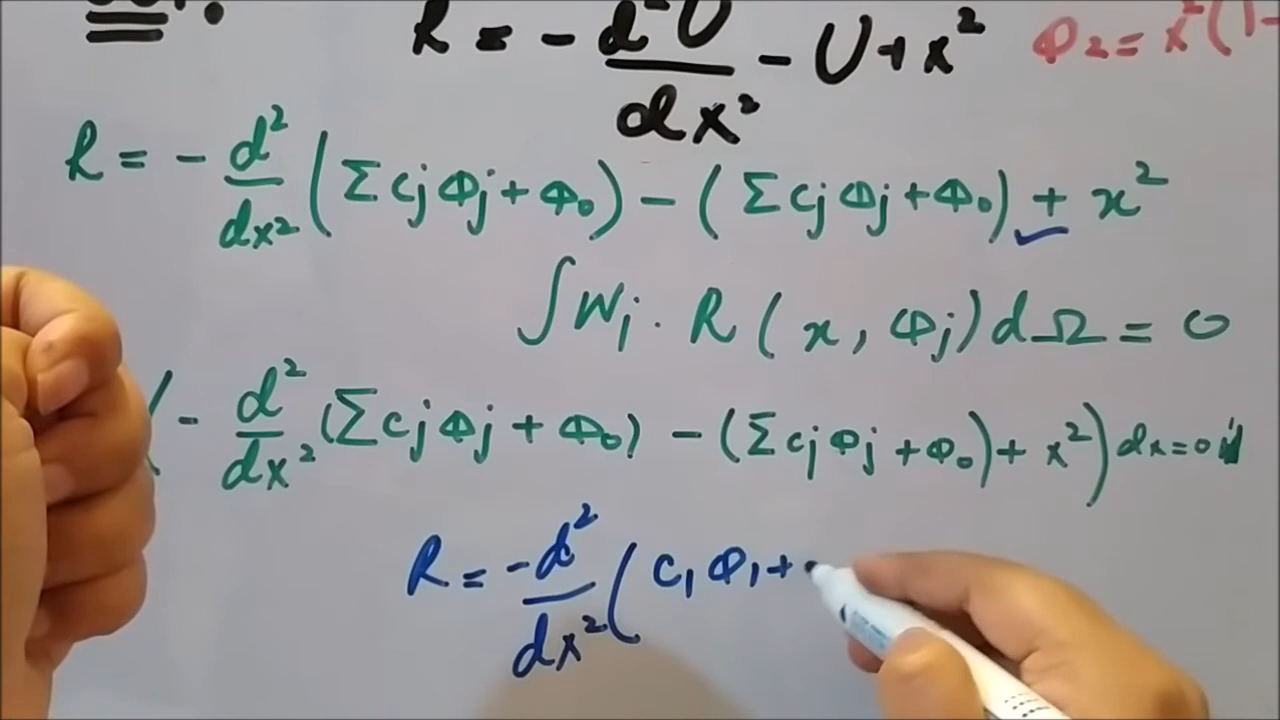 R = - d²U/dx² - U + x²
φ₂ = x²(1-
R = - d²/dx² (Σ cj φj + φ₀) - (Σ cj φj + φ₀) + x²
∫ Wj . R ( x , φj ) dΩ = 0
( - d²/dx² (Σ cj φj + φ₀) - (Σ cj φj + φ₀) + x² ) dx = 0
R = - d²/dx² ( c₁ φ₁ +